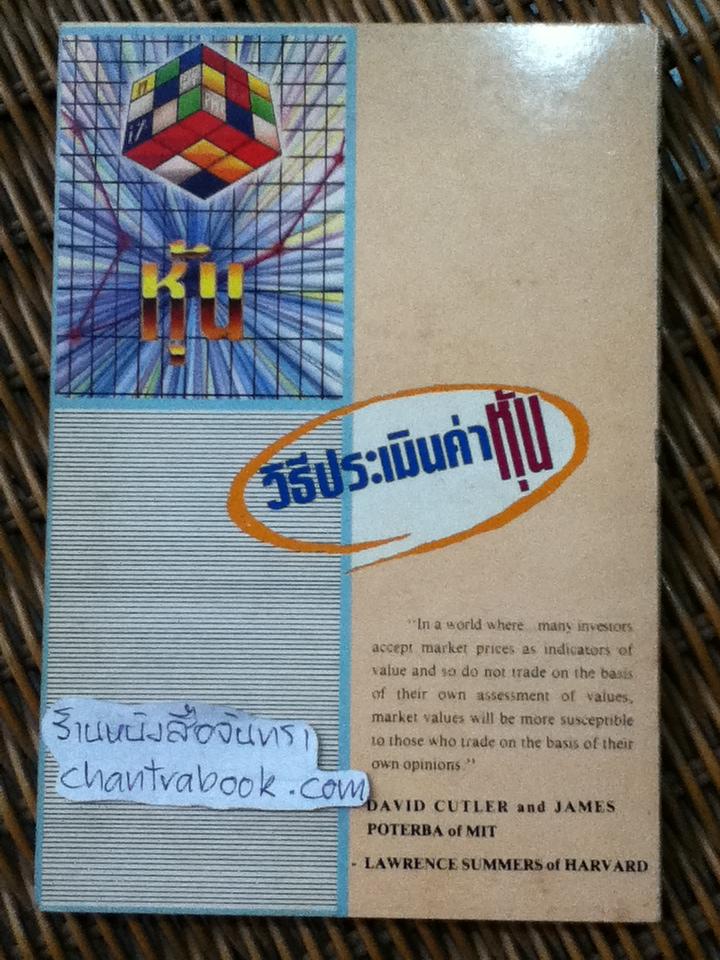 หุ้น
วิธีประเมินค่าหุ้น
"In a world where many investors
accept market prices as indicators of
value and so do not trade on the basis
of their own assessment of values,
market values will be more susceptible
to those who trade on the basis of their
own opinions."
DAVID CUTLER and JAMES
POTERBA of MIT
- LAWRENCE SUMMERS of HARVARD
ร้านหนังสือจันทรา
chantrabook.com